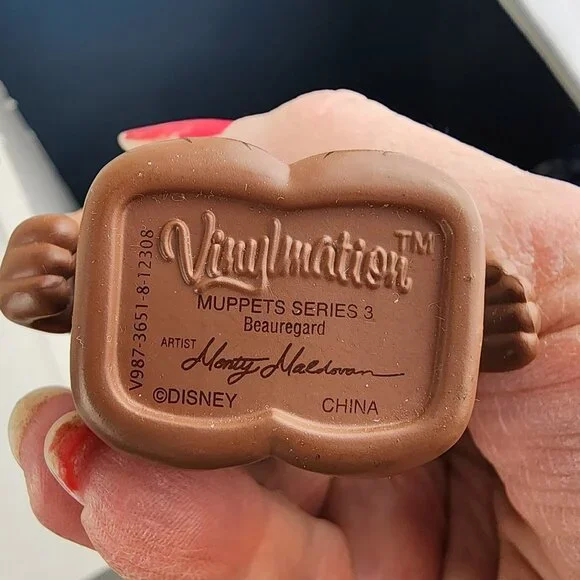 Vinylmation™
MUPPETS SERIES 3
Beauregard
ARTIST Monty Maldovan
©DISNEY CHINA
V987-3651-8-12308